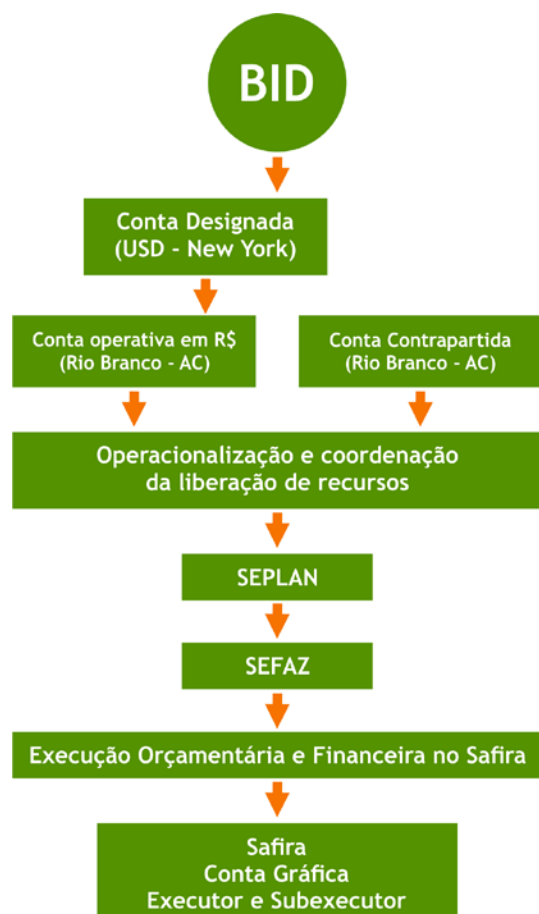 BID
Conta Designada
(USD - New York)
Conta operativa em R$
(Rio Branco - AC)
Conta Contrapartida
(Rio Branco - AC)
Operacionalização e coordenação
da liberação de recursos
SEPLAN
SEFAZ
Execução Orçamentária e Financeira no Safira
Safira
Conta Gráfica
Executor e Subexecutor